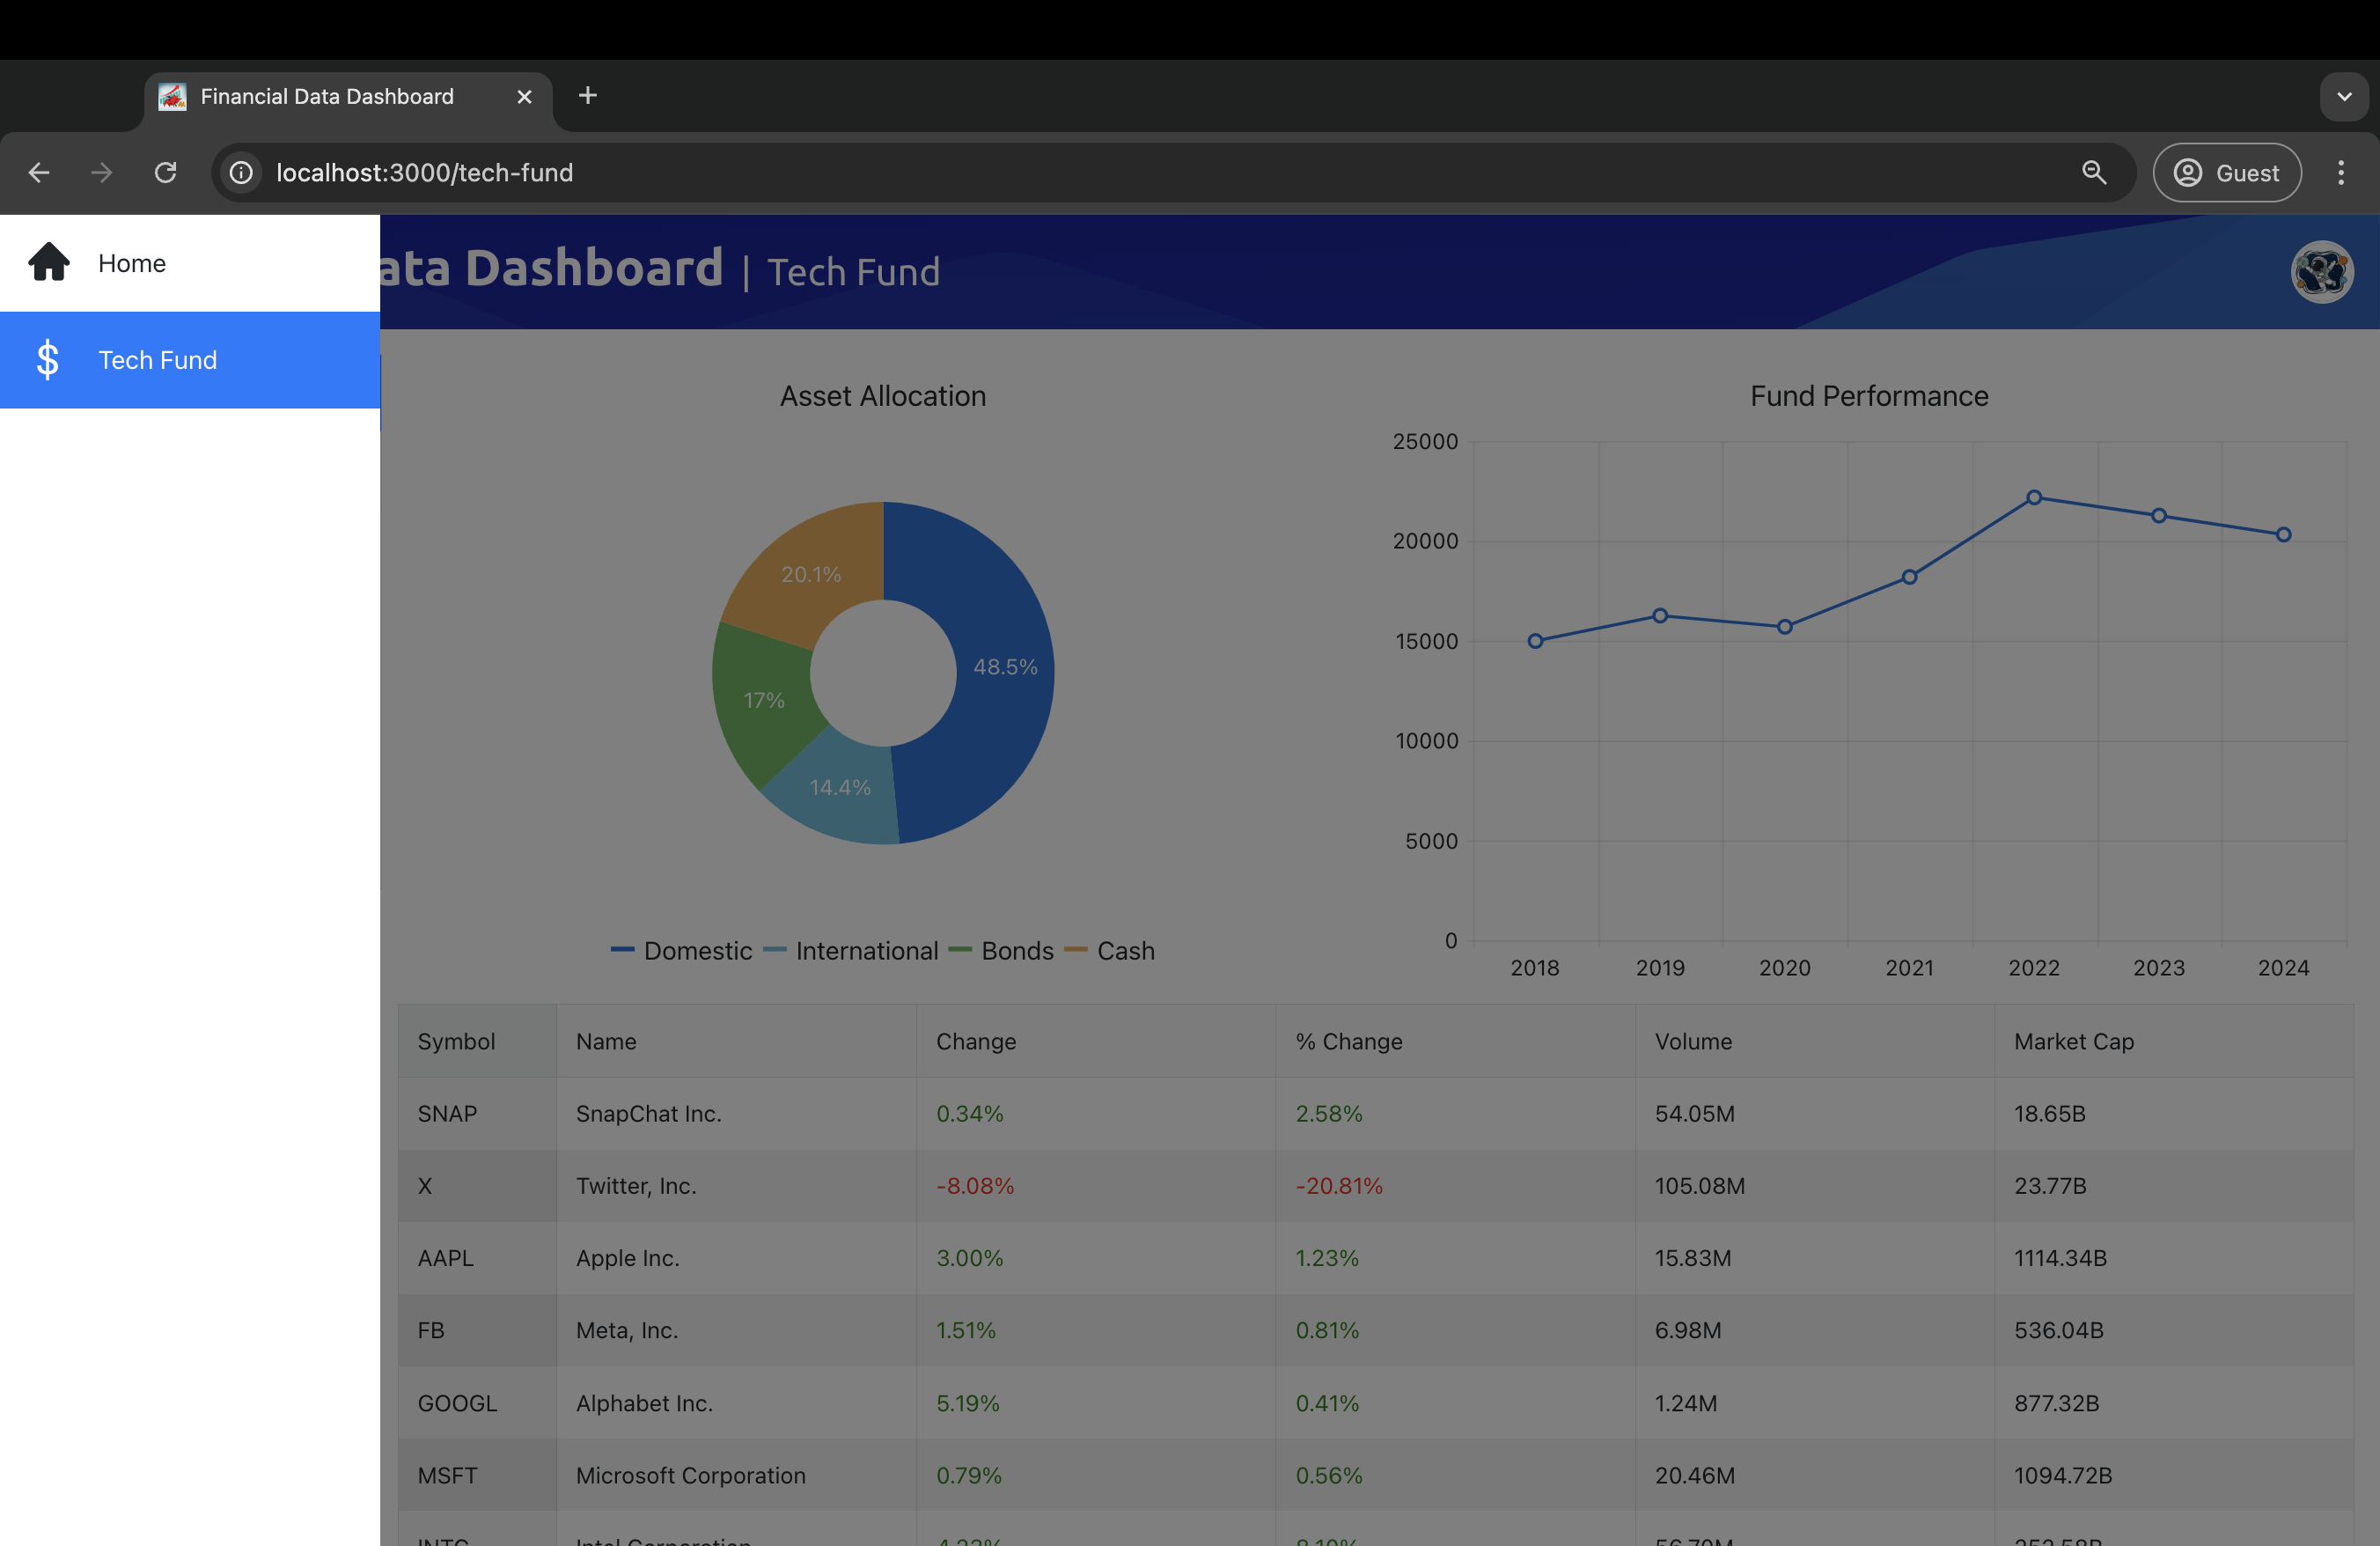 Financial Data Dashboard
localhost:3000/tech-fund
Guest
Home
Tech Fund
ata Dashboard | Tech Fund
Asset Allocation
20.1%
48.5%
17%
14.4%
Domestic International Bonds Cash
Fund Performance
25000
20000
15000
10000
5000
0
2018 2019 2020 2021 2022 2023 2024
Symbol Name Change % Change Volume Market Cap
SNAP SnapChat Inc. 0.34% 2.58% 54.05M 18.65B
X Twitter, Inc. -8.08% -20.81% 105.08M 23.77B
AAPL Apple Inc. 3.00% 1.23% 15.83M 1114.34B
FB Meta, Inc. 1.51% 0.81% 6.98M 536.04B
GOOGL Alphabet Inc. 5.19% 0.41% 1.24M 877.32B
MSFT Microsoft Corporation 0.79% 0.56% 20.46M 1094.72B
Intel Corporation